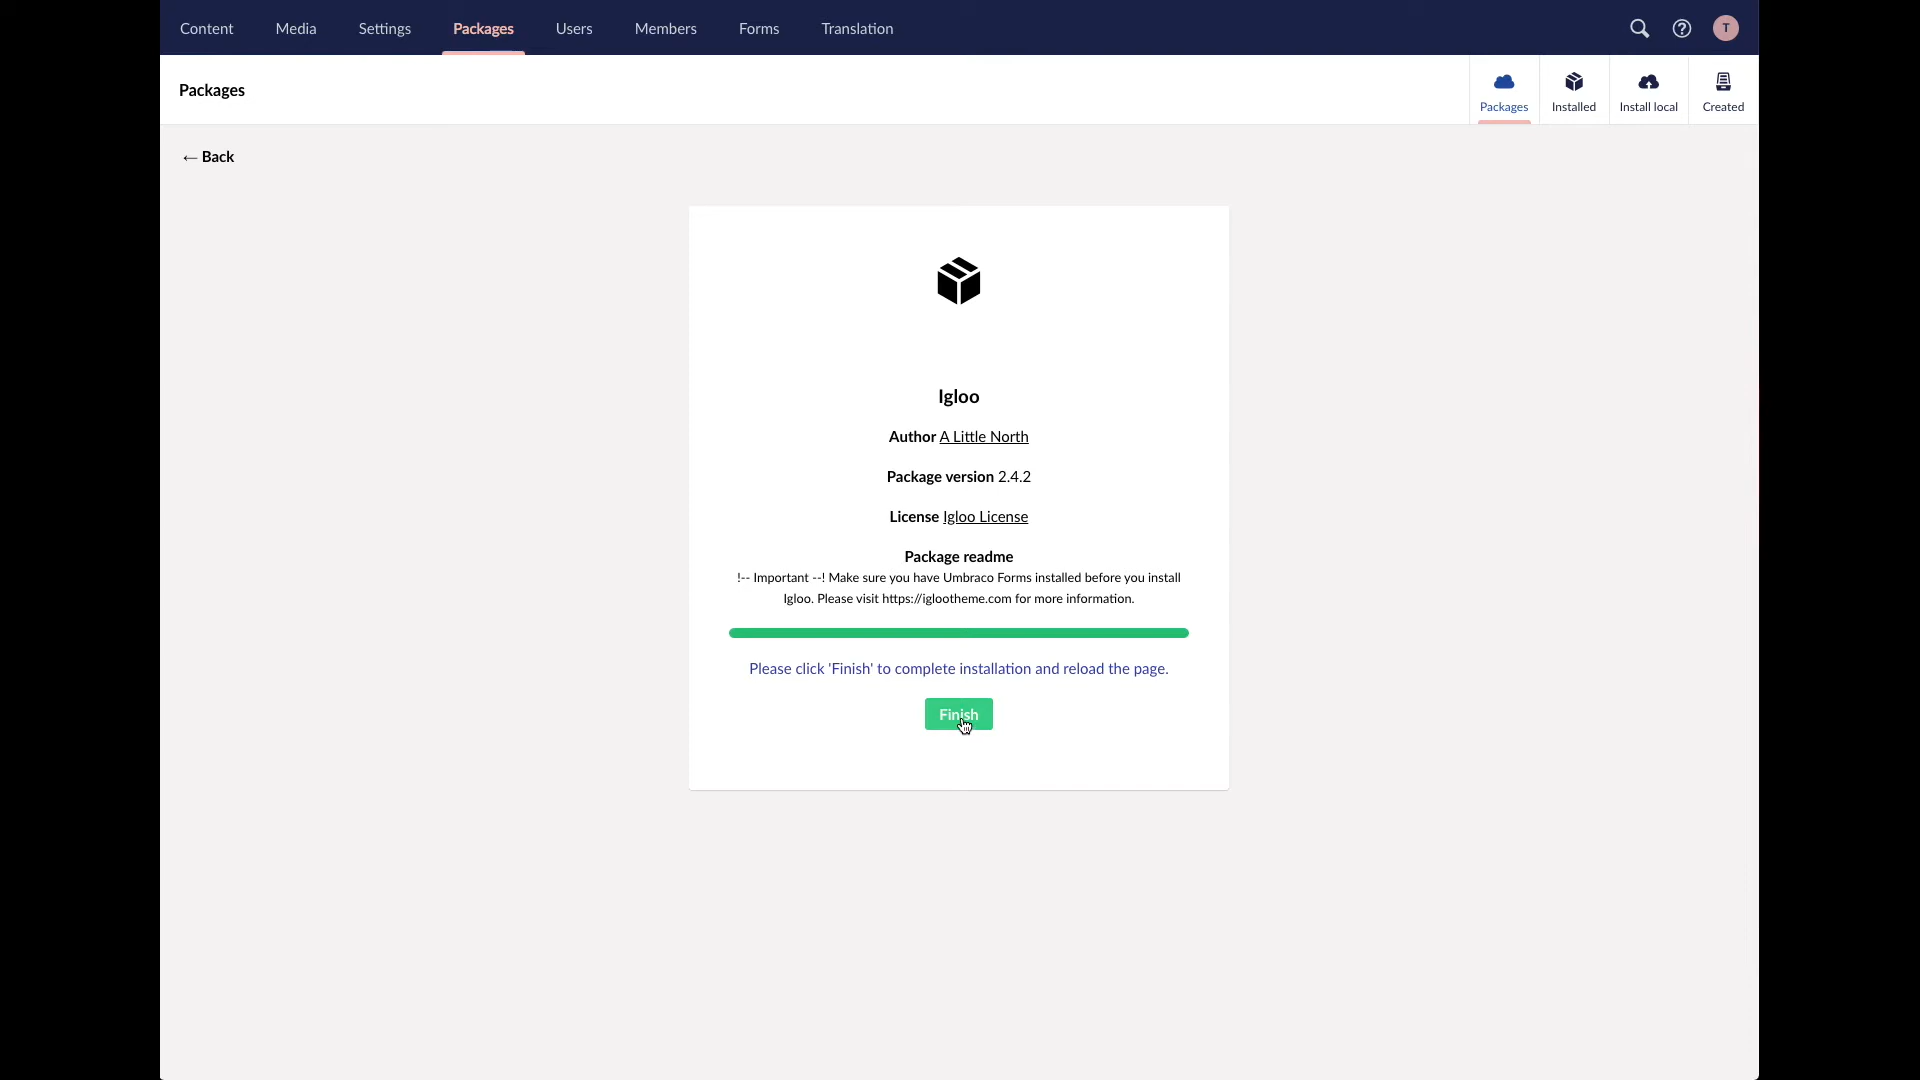 Content Media Settings Packages Users Members Forms Translation T
Packages
Packages Installed Install local Created
← Back
Igloo
Author A Little North
Package version 2.4.2
License Igloo License
Package readme
!-- Important --! Make sure you have Umbraco Forms installed before you install
Igloo. Please visit https://iglootheme.com for more information.
Please click 'Finish' to complete installation and reload the page.
Finish